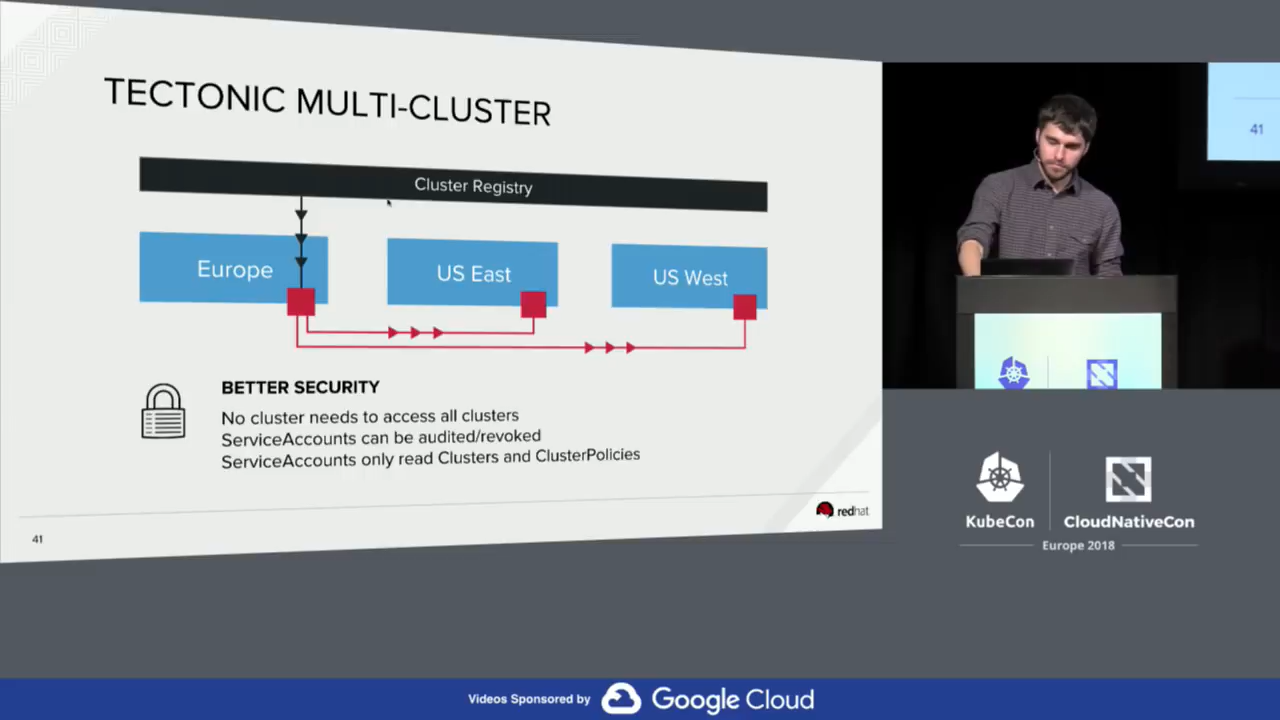 TECTONIC MULTI-CLUSTER
Cluster Registry
Europe
US East
US West
BETTER SECURITY
No cluster needs to access all clusters
ServiceAccounts can be audited/revoked
ServiceAccounts only read Clusters and ClusterPolicies
redhat
41
41
KubeCon
CloudNativeCon
Europe 2018
Videos Sponsored by
Google Cloud